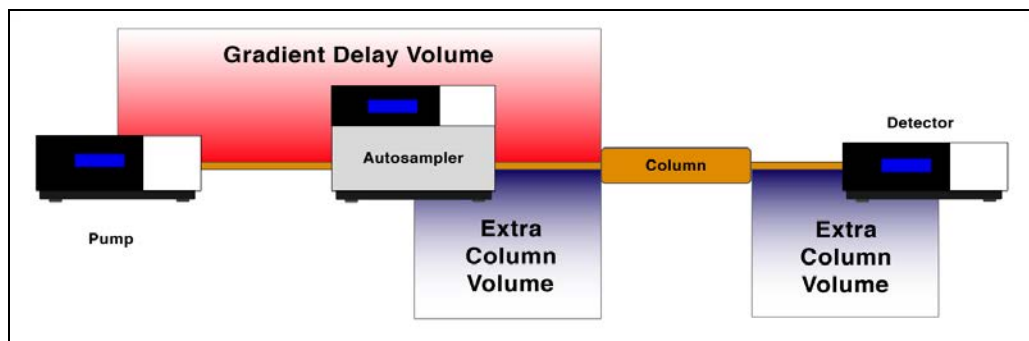 Gradient Delay Volume
Detector
Autosampler
Column
Pump
Extra
Column
Volume
Extra
Column
Volume